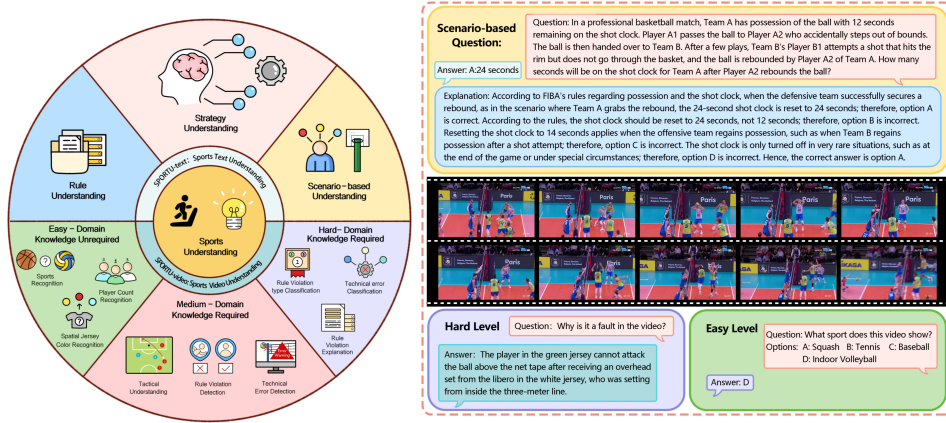 Strategy
Understanding
Rule
Understanding
Scenario-based
Understanding
SPORTU-text: Sports Text Understanding
Sports
Understanding
SPORTU-video: Sports Video Understanding
Easy - Domain
Knowledge Unrequired
Sports
Recognition
Player Count
Recognition
Spatial Jersey
Color Recognition
Medium - Domain
Knowledge Required
Tactical
Understanding
Rule Violation
Detection
Technical
Error Detection
Hard- Domain
Knowledge Required
Rule Violation
type Classification
Technical error
Classification
Rule
Violation
Explanation
Scenario-based
Question:
Question: In a professional basketball match, Team A has possession of the ball with 12 seconds
remaining on the shot clock. Player A1 passes the ball to Player A2 who accidentally steps out of bounds.
The ball is then handed over to Team B. After a few plays, Team B's Player B1 attempts a shot that hits the
rim but does not go through the basket, and the ball is rebounded by Player A2 of Team A. How many
seconds will be on the shot clock for Team A after Player A2 rebounds the ball?
Answer: A:24 seconds
Explanation: According to FIBA's rules regarding possession and the shot clock, when the defensive team successfully secures a
rebound, as in the scenario where Team A grabs the rebound, the 24-second shot clock is reset to 24 seconds; therefore, option A
is correct. According to the rules, the shot clock should be reset to 24 seconds, not 12 seconds; therefore, option B is incorrect.
Resetting the shot clock to 14 seconds applies when the offensive team regains possession, such as when Team B regains
possession after a shot attempt; therefore, option C is incorrect. The shot clock is only turned off in very rare situations, such as at
the end of the game or under special circumstances; therefore, option D is incorrect. Hence, the correct answer is option A.
Paris
Paris
Paris
Paris
Hard Level
Question: Why is it a fault in the video?
Answer: The player in the green jersey cannot attack
the ball above the net tape after receiving an overhead
set from the libero in the white jersey, who was setting
from inside the three-meter line.
Easy Level
Question: What sport does this video show?
Options: A: Squash B: Tennis C: Baseball
D: Indoor Volleyball
Answer: D